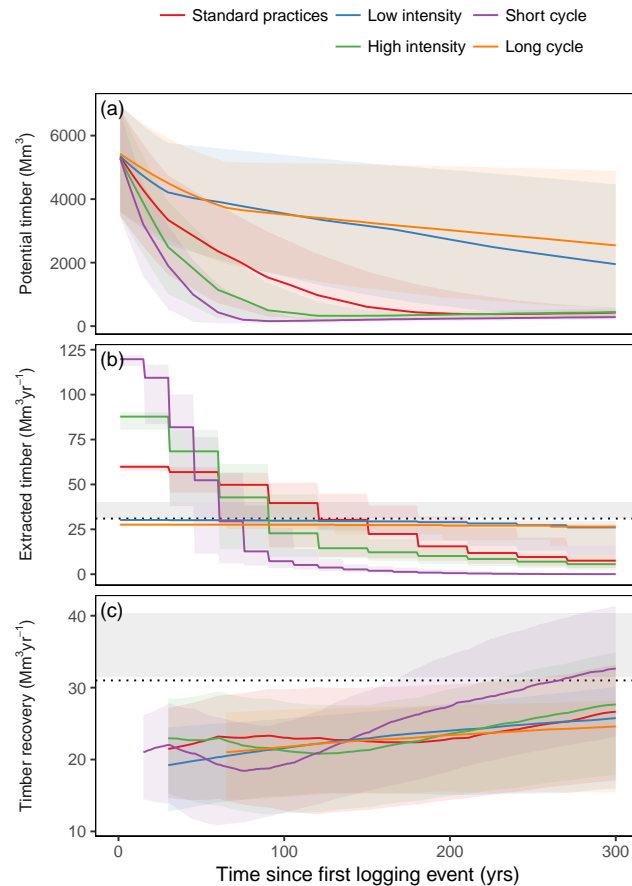 Standard practices Low intensity Short cycle
High intensity Long cycle
(a)
Potential timber (Mm³)
6000
4000
2000
0
(b)
Extracted timber (Mm³yr⁻¹)
125
100
75
50
25
0
(c)
Timber recovery (Mm³yr⁻¹)
40
30
20
10
0 100 200 300
Time since first logging event (yrs)